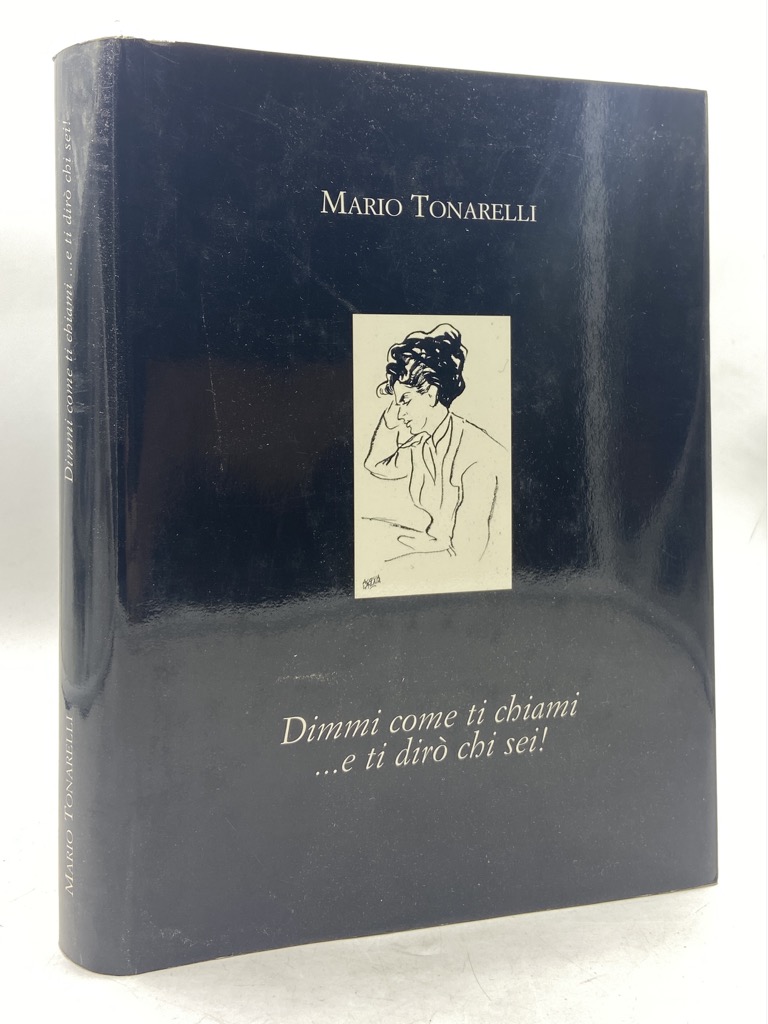 MARIO TONARELLI
Dimmi come ti chiami
...e ti dirò chi sei!
MARIO TONARELLI
Dimmi come ti chiami ...e ti dirò chi sei!